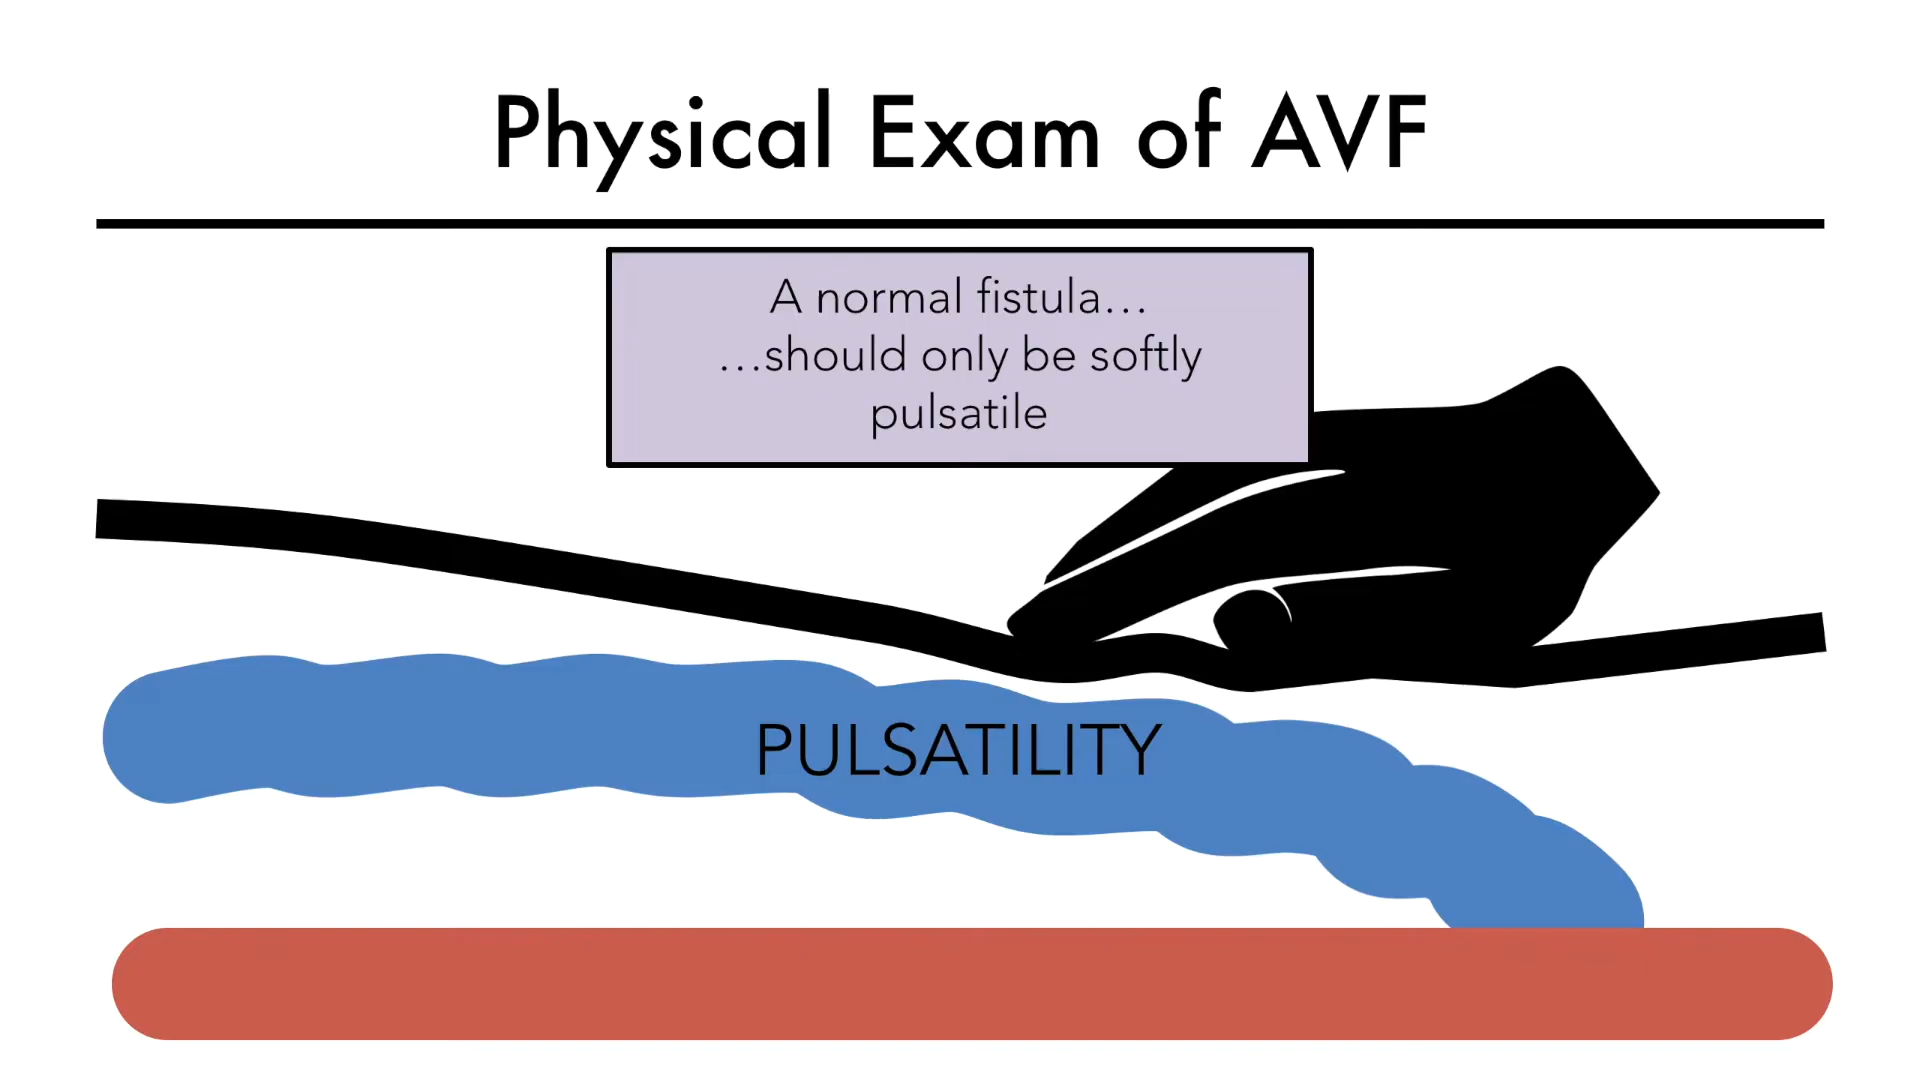 Physical Exam of AVF
A normal fistula…
…should only be softly
pulsatile
PULSATILITY